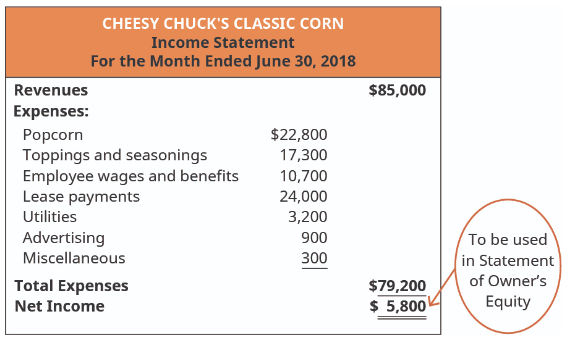 CHEESY CHUCK'S CLASSIC CORN
Income Statement
For the Month Ended June 30, 2018
Revenues $85,000
Expenses:
Popcorn $22,800
Toppings and seasonings 17,300
Employee wages and benefits 10,700
Lease payments 24,000
Utilities 3,200
Advertising 900
Miscellaneous 300
Total Expenses $79,200
Net Income $ 5,800
To be used
in Statement
of Owner’s
Equity